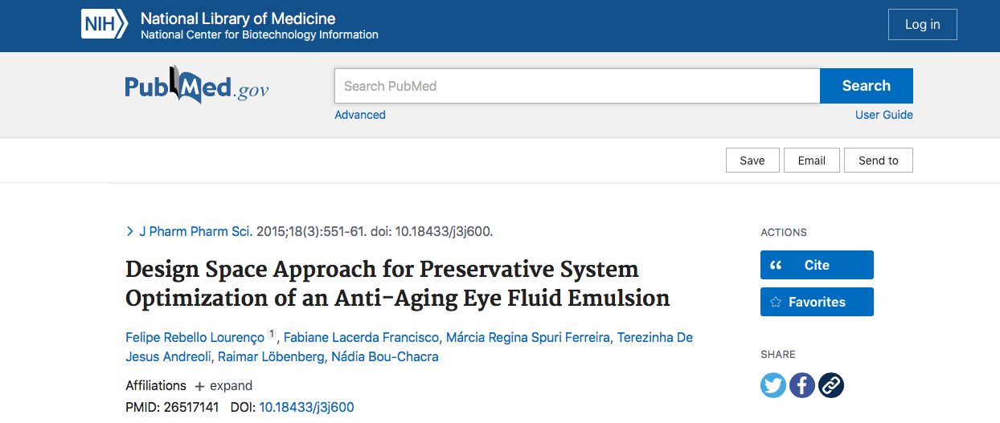 NIH National Library of Medicine
National Center for Biotechnology Information
Log in
PubMed.gov
Search PubMed
Search
Advanced
User Guide
Save
Email
Send to
J Pharm Pharm Sci. 2015;18(3):551-61. doi: 10.18433/j3j600.
Design Space Approach for Preservative System
Optimization of an Anti-Aging Eye Fluid Emulsion
Felipe Rebello Lourenço 1, Fabiane Lacerda Francisco, Márcia Regina Spuri Ferreira, Terezinha De
Jesus Andreoli, Raimar Löbenberg, Nádia Bou-Chacra
Affiliations + expand
PMID: 26517141 DOI: 10.18433/j3j600
ACTIONS
Cite
Favorites
SHARE